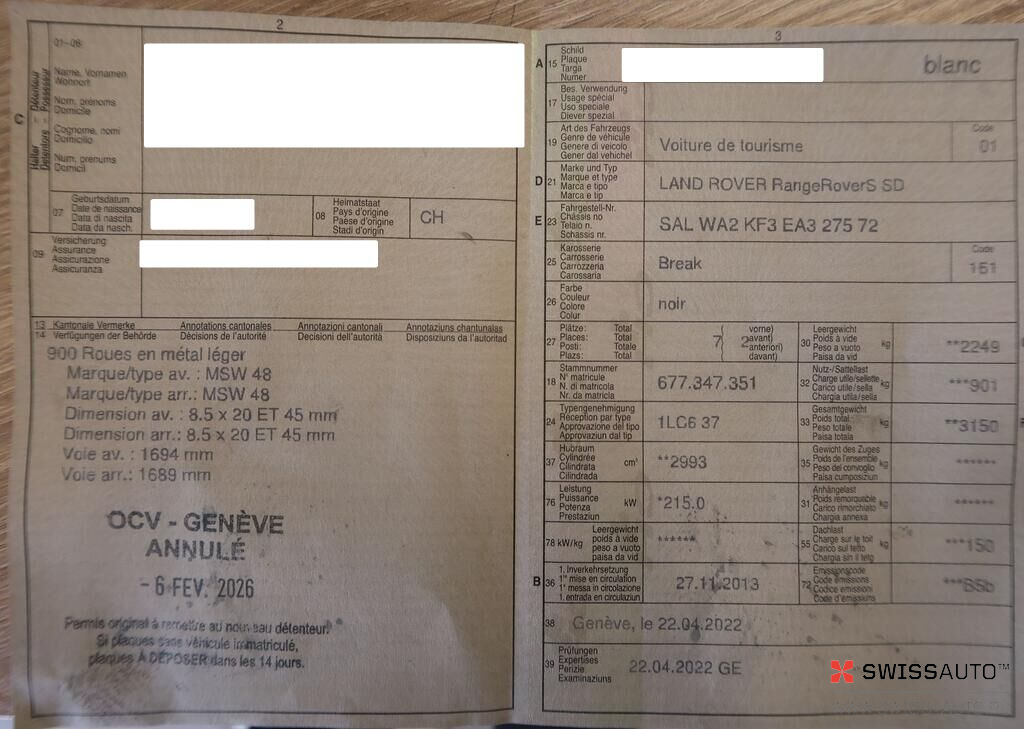 2
01-06
Name, Vornamen
Wohnort
Nom, prénoms
Domicile
Cognome, nomi
Domicilio
Num, prenums
Domicil
C
Halter Détenteur
Detentore Possessur
07
Geburtsdatum
Date de naissance
Data di nascita
Data da nasch.
08
Heimatstaat
Pays d'origine
Paese d'origine
Stadi d'origin
CH
09
Versicherung
Assurance
Assicurazione
Assicuranza
13 Kantonale Vermerke Annotations cantonales Annotazioni cantonali Annotaziuns chantunalas
14 Verfügungen der Behörde Décisions de l'autorité Decisioni dell'autorità Disposiziuns da l'autoritad
900 Roues en métal léger
Marque/type av. : MSW 48
Marque/type arr.: MSW 48
Dimension av. : 8.5 x 20 ET 45 mm
Dimension arr.: 8.5 x 20 ET 45 mm
Voie av. : 1694 mm
Voie arr.: 1689 mm
OCV - GENÈVE
ANNULÉ
- 6 FEV. 2026
Permis original à remettre au nouveau détenteur.
Si plaques sans véhicule immatriculé,
plaques À DÉPOSER dans les 14 jours.
3
A 15
Schild
Plaque
Targa
Numer
blanc
17
Bes. Verwendung
Usage spécial
Uso speciale
Diever spezial
19
Art des Fahrzeugs
Genre de véhicule
Genere di veicolo
Gener dal vehichel
Voiture de tourisme
Code
01
D 21
Marke und Typ
Marque et type
Marca e tipo
Marca e tip
LAND ROVER RangeRoverS SD
E 23
Fahrgestell-Nr.
Châssis no
Telaio n.
Schassis nr.
SAL WA2 KF3 EA3 275 72
25
Karosserie
Carrosserie
Carrozzeria
Carossaria
Break
Code
151
26
Farbe
Couleur
Colore
Colur
noir
27
Plätze: Total
Places: Total
Posti: Totale
Plazs: Total
7( 2
vorne)
avant)
anteriori)
davant)
30
Leergewicht
Poids à vide
Peso a vuoto
Paisa da vid
kg
**2249
18
Stammnummer
N° matricule
N. di matricola
Nr. da matricla
677.347.351
32
Nutz-/Sattellast
Charge utile/sellette
Carico utile/sella
Chargia utila/sella
kg
***901
24
Typengenehmigung
Réception par type
Approvazione del tipo
Approvaziun dal tip
1LC6 37
33
Gesamtgewicht
Poids total
Peso totale
Paisa totala
kg
**3150
37
Hubraum
Cylindrée
Cilindrata
Cilindrada
cm³
**2993
35
Gewicht des Zuges
Poids de l'ensemble
Peso del convoglio
Paisa cumposiziun
kg
******
76
Leistung
Puissance
Potenza
Prestaziun
kW
*215.0
31
Anhängelast
Poids remorquable
Carico rimorchiato
Chargia annexa
kg
******
78 kW/kg
Leergewicht
poids à vide
peso a vuoto
paisa da vid
******
55
Dachlast
Charge sur le toit
Carico sul tetto
Chargia sin il tetg
kg
***150
B 36
1. Inverkehrsetzung
1re mise en circulation
1a messa in circolazione
1. entrada en circulaziun
27.11.2013
72
Emissionscode
Code émissions
Codice emissioni
Code d'emissiuns
***B5b
38 Genève, le 22.04.2022
39
Prüfungen
Expertises
Perizie
Examinaziuns
22.04.2022 GE
SWISSAUTO™